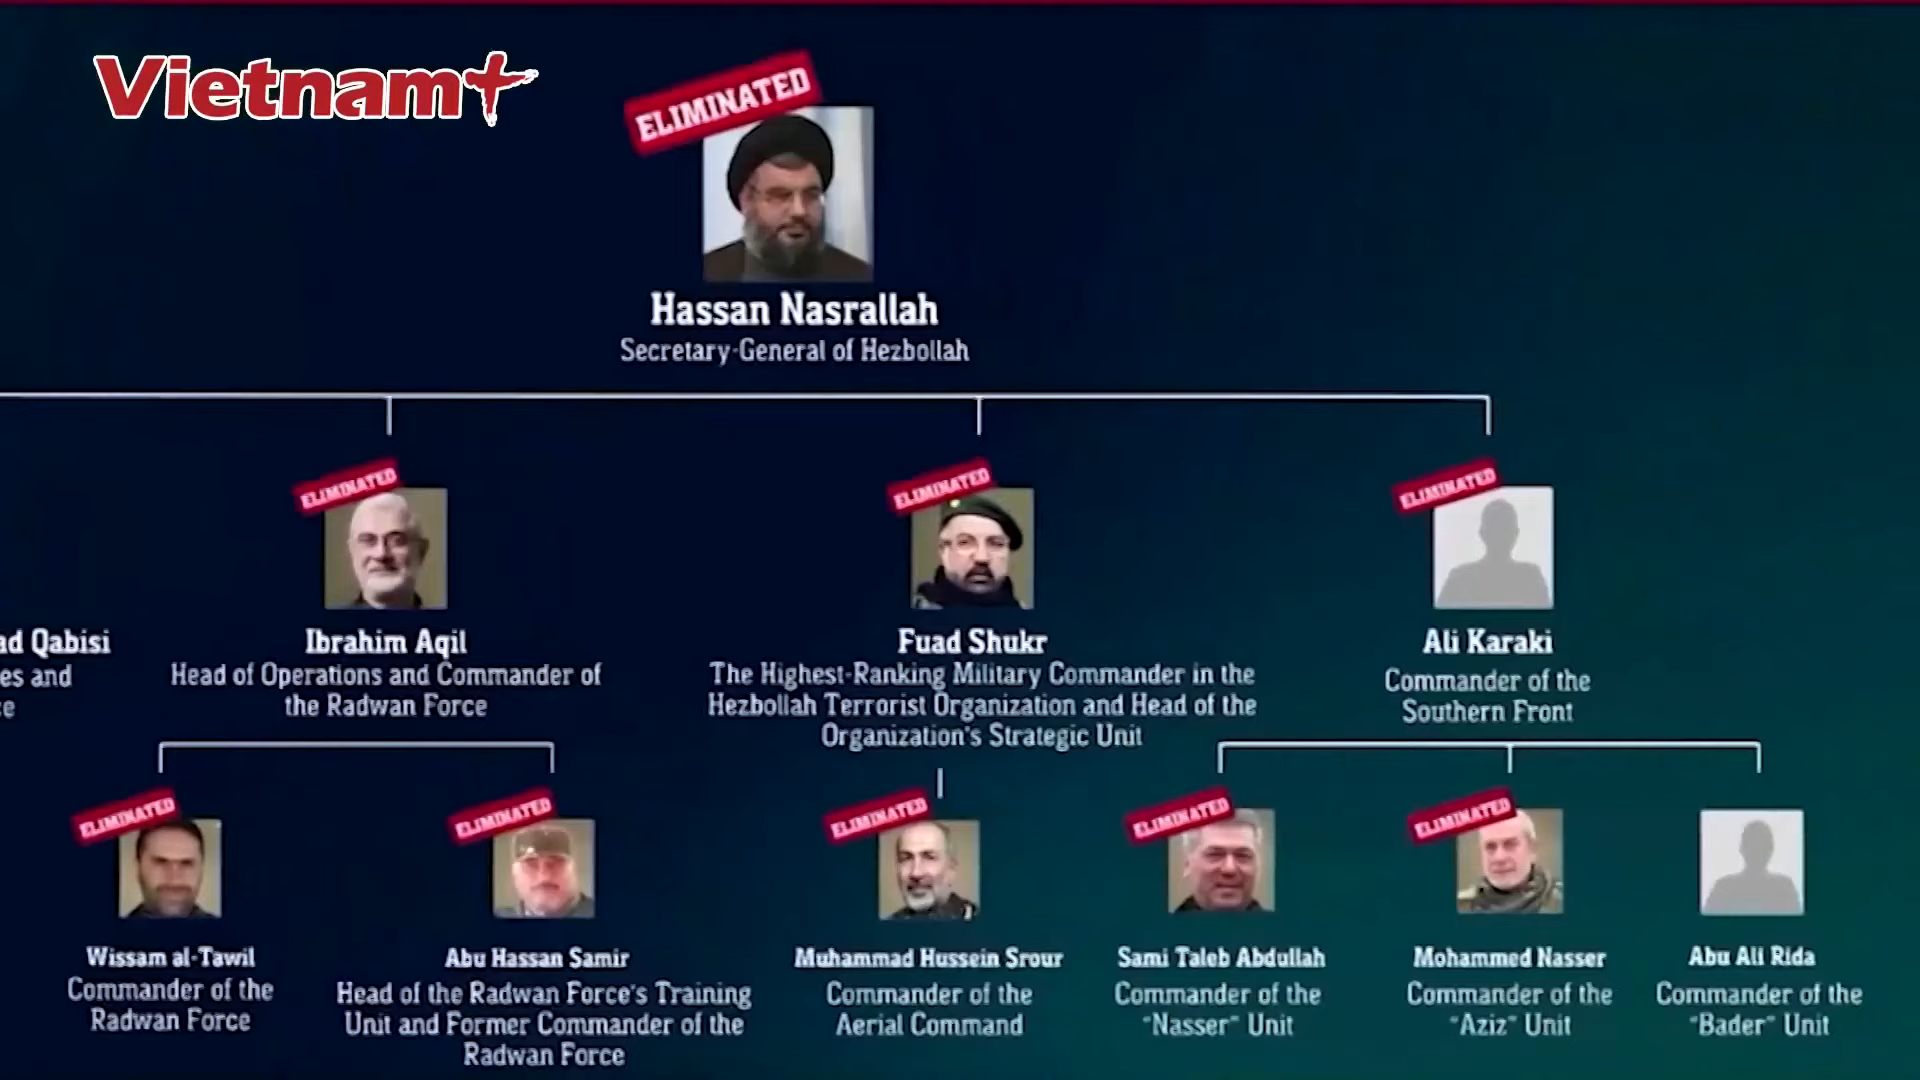 Vietnam+
ELIMINATED
Hassan Nasrallah
Secretary-General of Hezbollah
ELIMINATED
ELIMINATED
ELIMINATED
ad Qabisi
es and
e
Ibrahim Aqil
Head of Operations and Commander of
the Radwan Force
Fuad Shukr
The Highest-Ranking Military Commander in the
Hezbollah Terrorist Organization and Head of the
Organization's Strategic Unit
Ali Karaki
Commander of the
Southern Front
ELIMINATED
ELIMINATED
ELIMINATED
ELIMINATED
ELIMINATED
Wissam al-Tawil
Commander of the
Radwan Force
Abu Hassan Samir
Head of the Radwan Force's Training
Unit and Former Commander of the
Radwan Force
Muhammad Hussein Srour
Commander of the
Aerial Command
Sami Taleb Abdullah
Commander of the
"Nasser" Unit
Mohammed Nasser
Commander of the
"Aziz" Unit
Abu Ali Rida
Commander of the
"Bader" Unit